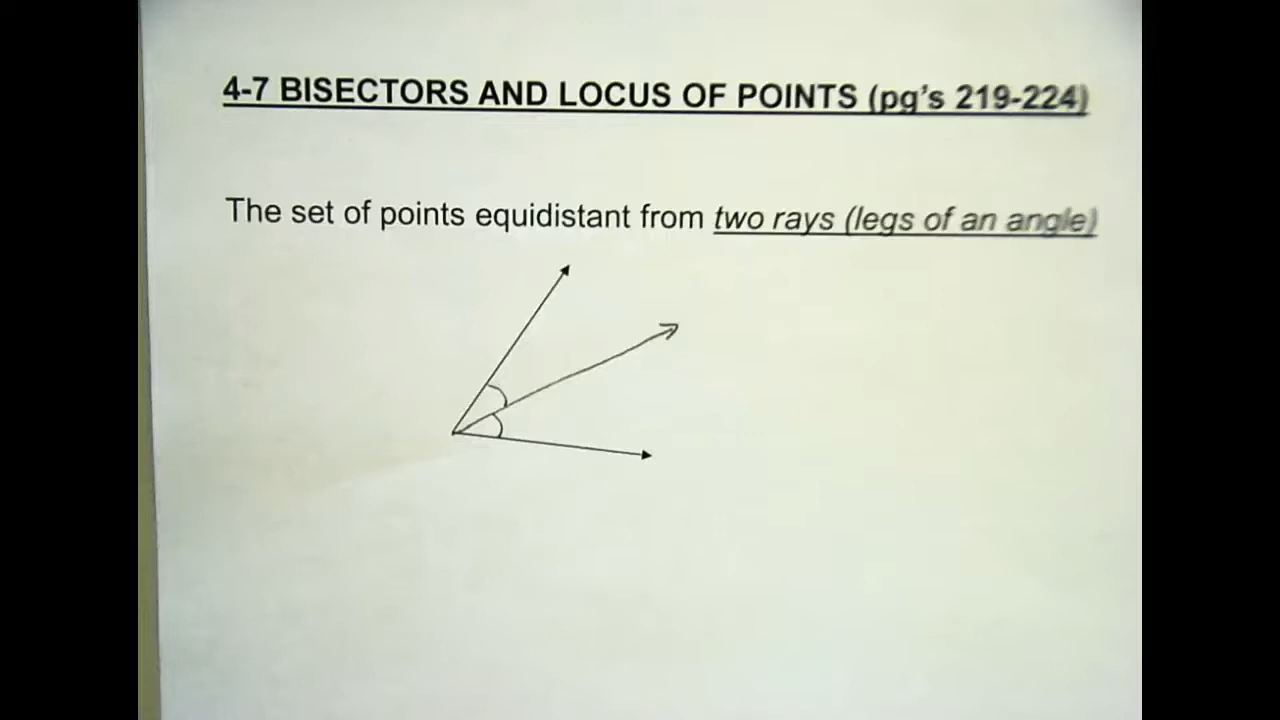 4-7 BISECTORS AND LOCUS OF POINTS (pg's 219-224)
The set of points equidistant from two rays (legs of an angle)